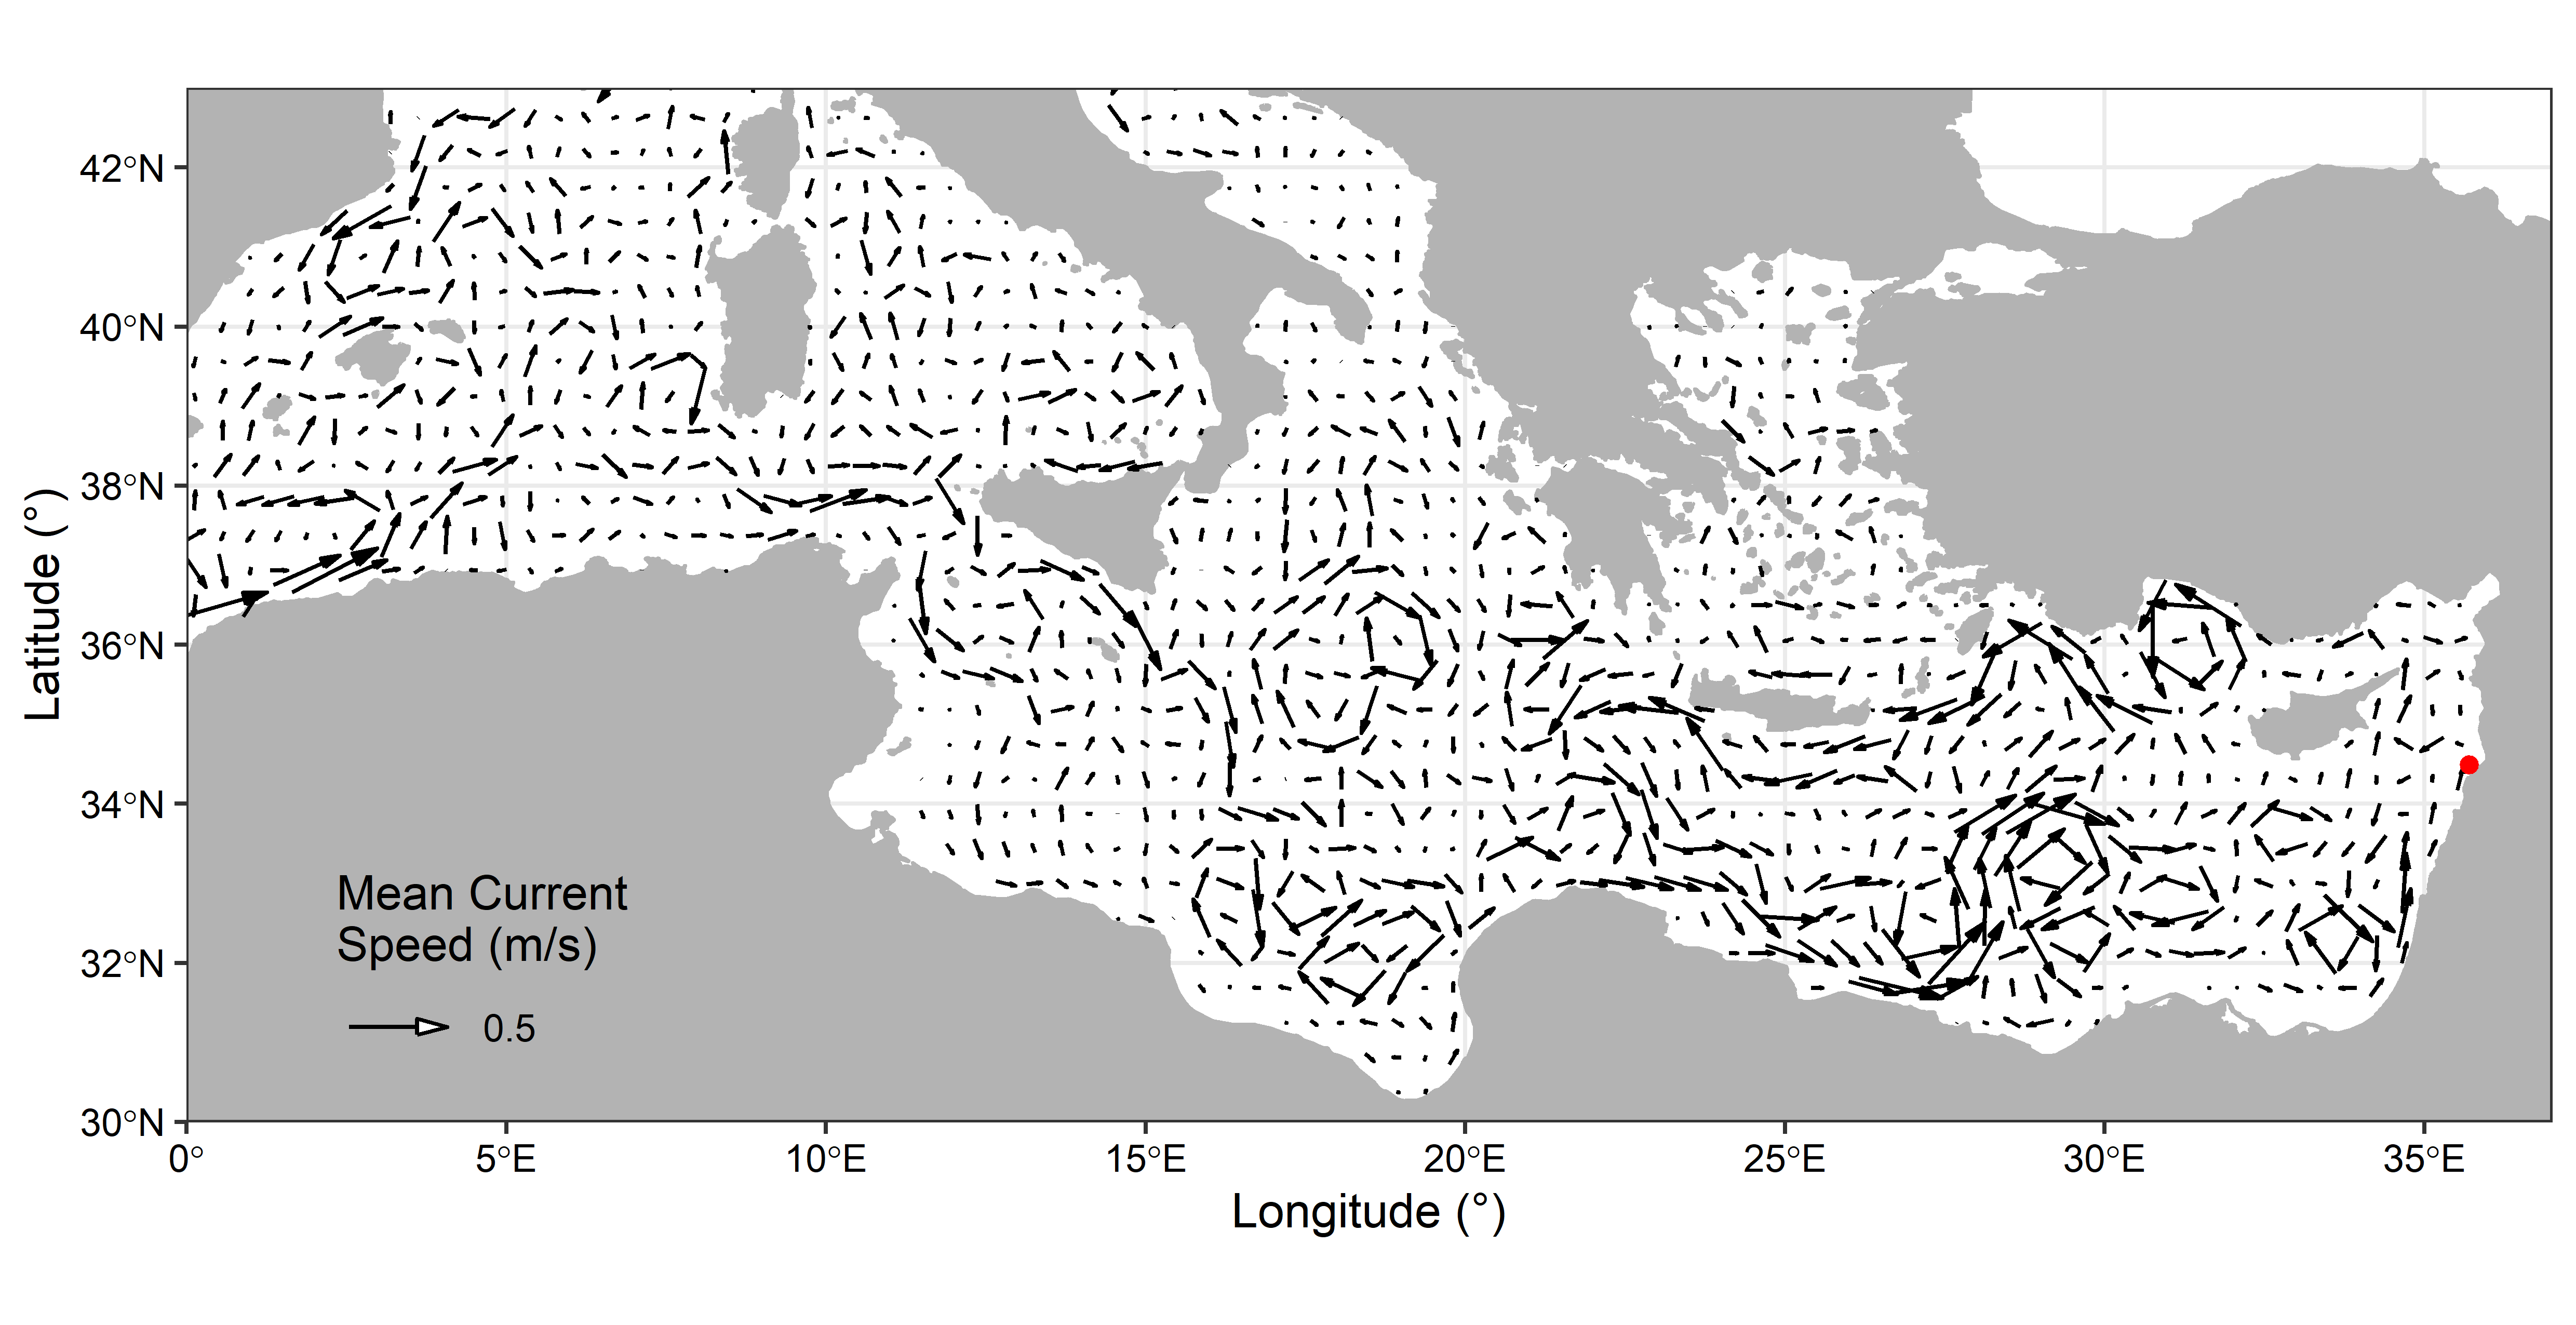 42°N
40°N
38°N
36°N
34°N
32°N
30°N
Latitude (°)
Mean Current
Speed (m/s)
0.5
0°
5°E
10°E
15°E
20°E
25°E
30°E
35°E
Longitude (°)